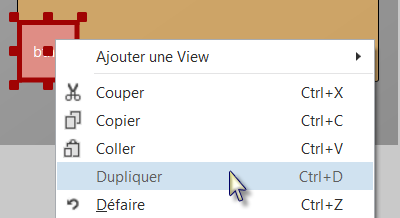 Ajouter une View
Couper Ctrl+X
Copier Ctrl+C
Coller Ctrl+V
Dupliquer Ctrl+D
Défaire Ctrl+Z